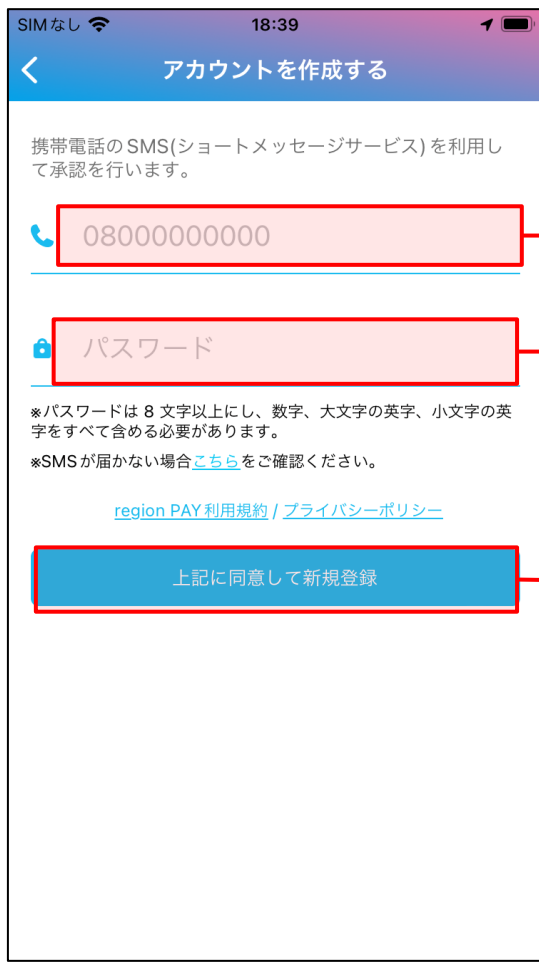 SIMなし 18:39
アカウントを作成する
携帯電話のSMS(ショートメッセージサービス)を利用し
て承認を行います。
08000000000
パスワード
※パスワードは 8 文字以上にし、数字、大文字の英字、小文字の英
字をすべて含める必要があります。
※SMSが届かない場合こちらをご確認ください。
region PAY利用規約 / プライバシーポリシー
上記に同意して新規登録